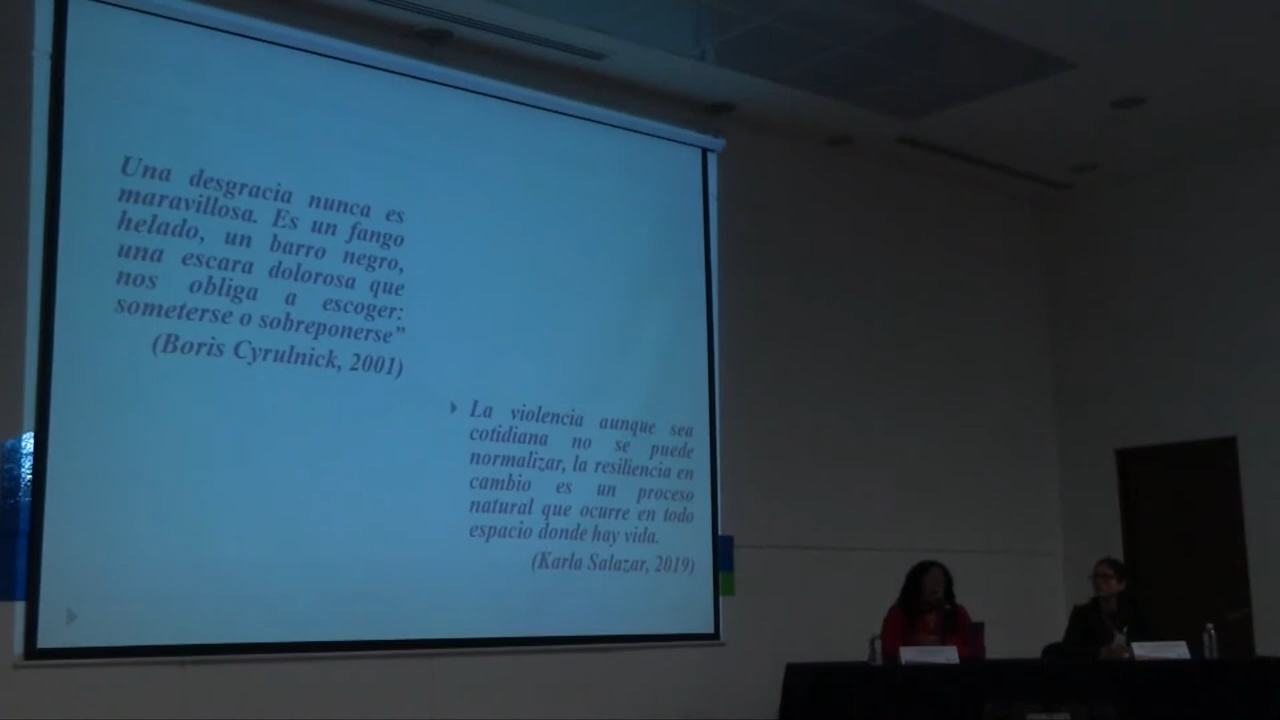 Una desgracia nunca es
maravillosa. Es un fango
helado, un barro negro,
una escara dolorosa que
nos obliga a escoger:
someterse o sobreponerse”
(Boris Cyrulnick, 2001)
La violencia aunque sea
cotidiana no se puede
normalizar, la resiliencia en
cambio es un proceso
natural que ocurre en todo
espacio donde hay vida.
(Karla Salazar, 2019)